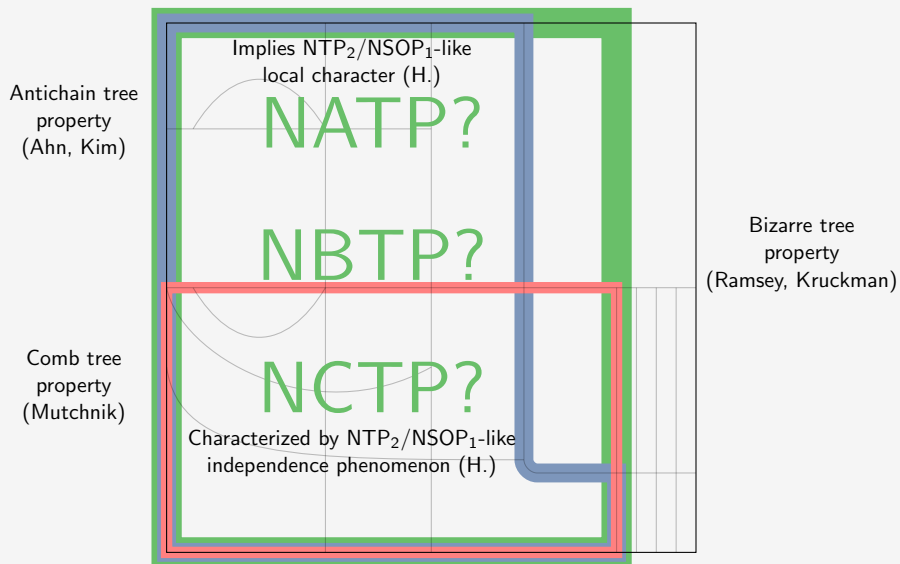 Implies NTP₂/NSOP₁-like
local character (H.)
Antichain tree
property
(Ahn, Kim)
NATP?
NBTP?
Bizarre tree
property
(Ramsey, Kruckman)
Comb tree
property
(Mutchnik)
NCTP?
Characterized by NTP₂/NSOP₁-like
independence phenomenon (H.)